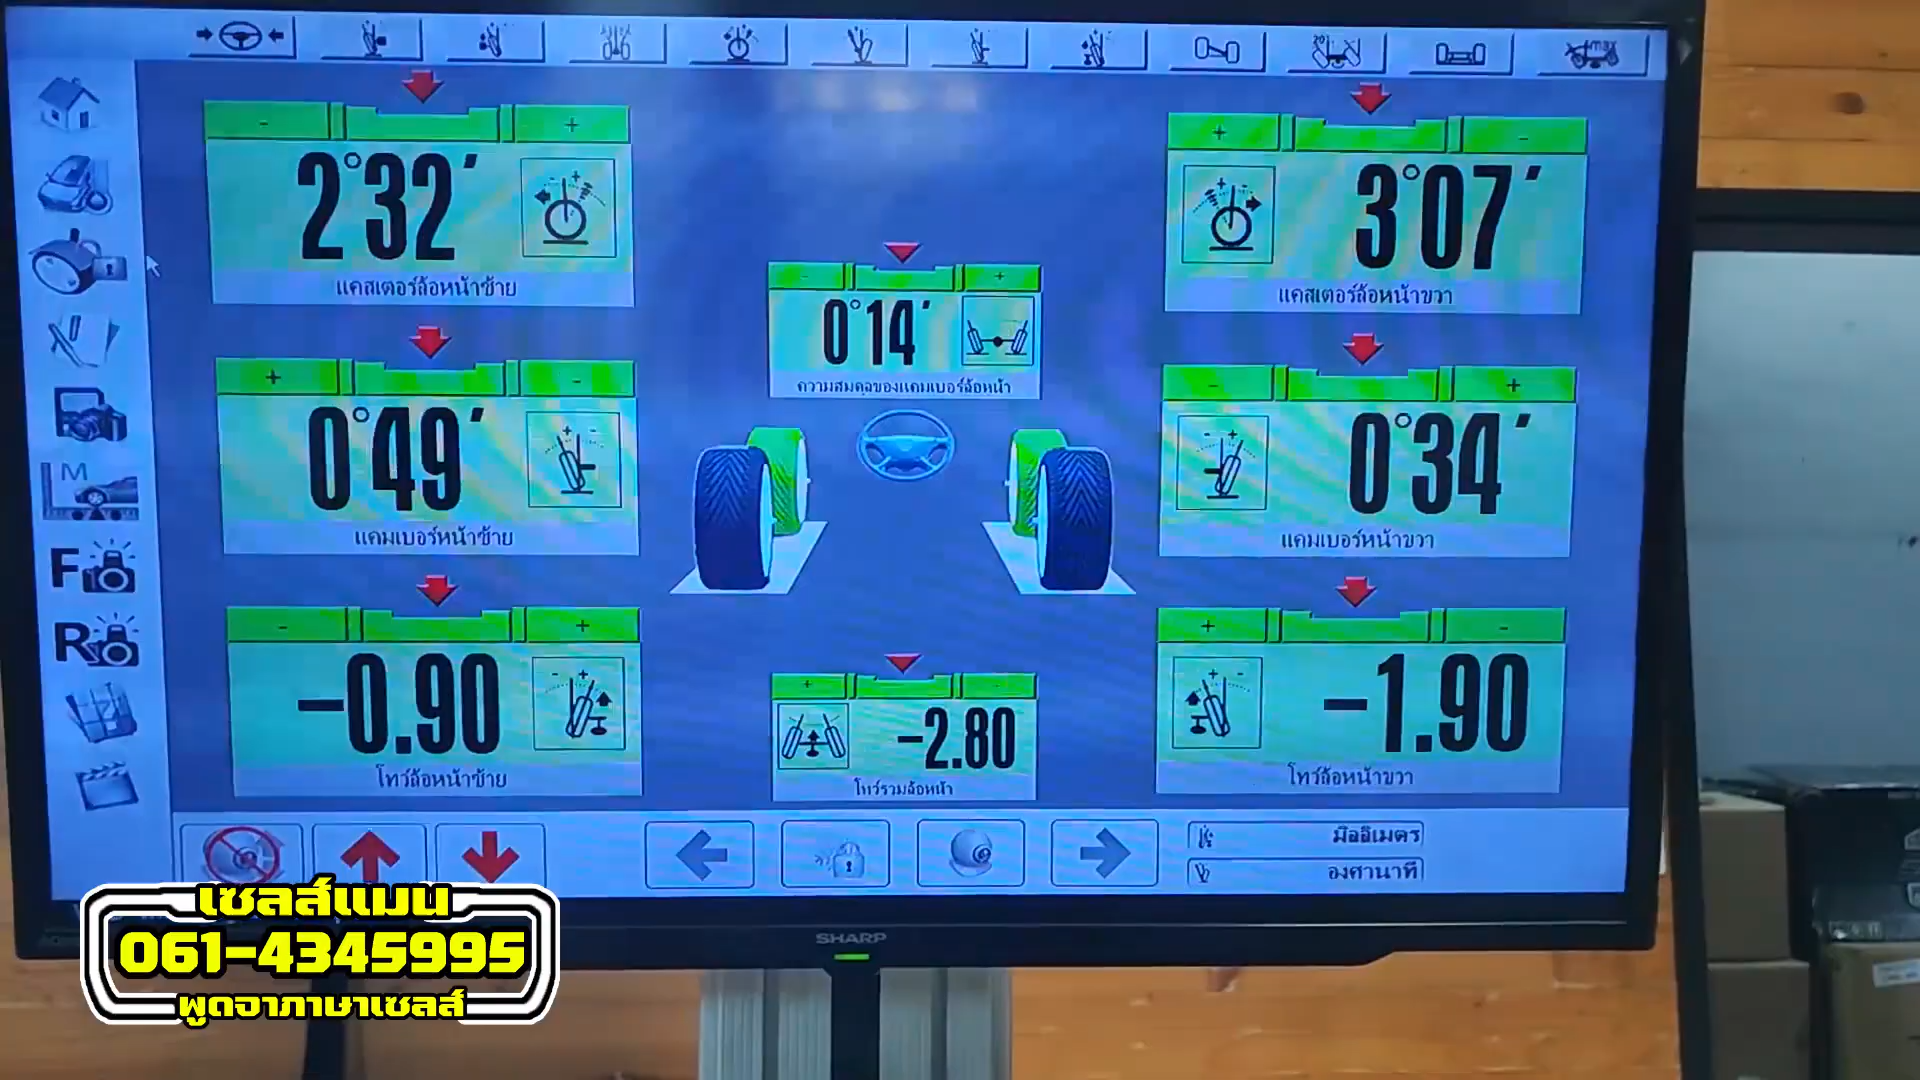 max
- +
2°32′
แคสเตอร์ล้อหน้าซ้าย
+ -
3°07′
แคสเตอร์ล้อหน้าขวา
- +
0°14′
ความสมดุลของแคมเบอร์ล้อหน้า
+ -
0°49′
แคมเบอร์หน้าซ้าย
- +
0°34′
แคมเบอร์หน้าขวา
- +
-0.90
โทว์ล้อหน้าซ้าย
+ -
-2.80
โทว์รวมล้อหน้า
+ -
-1.90
โทว์ล้อหน้าขวา
M
F
R
มิลลิเมตร
องศานาที
SHARP
เซลส์แมน
061-4345995
พูดจาภาษาเซลส์